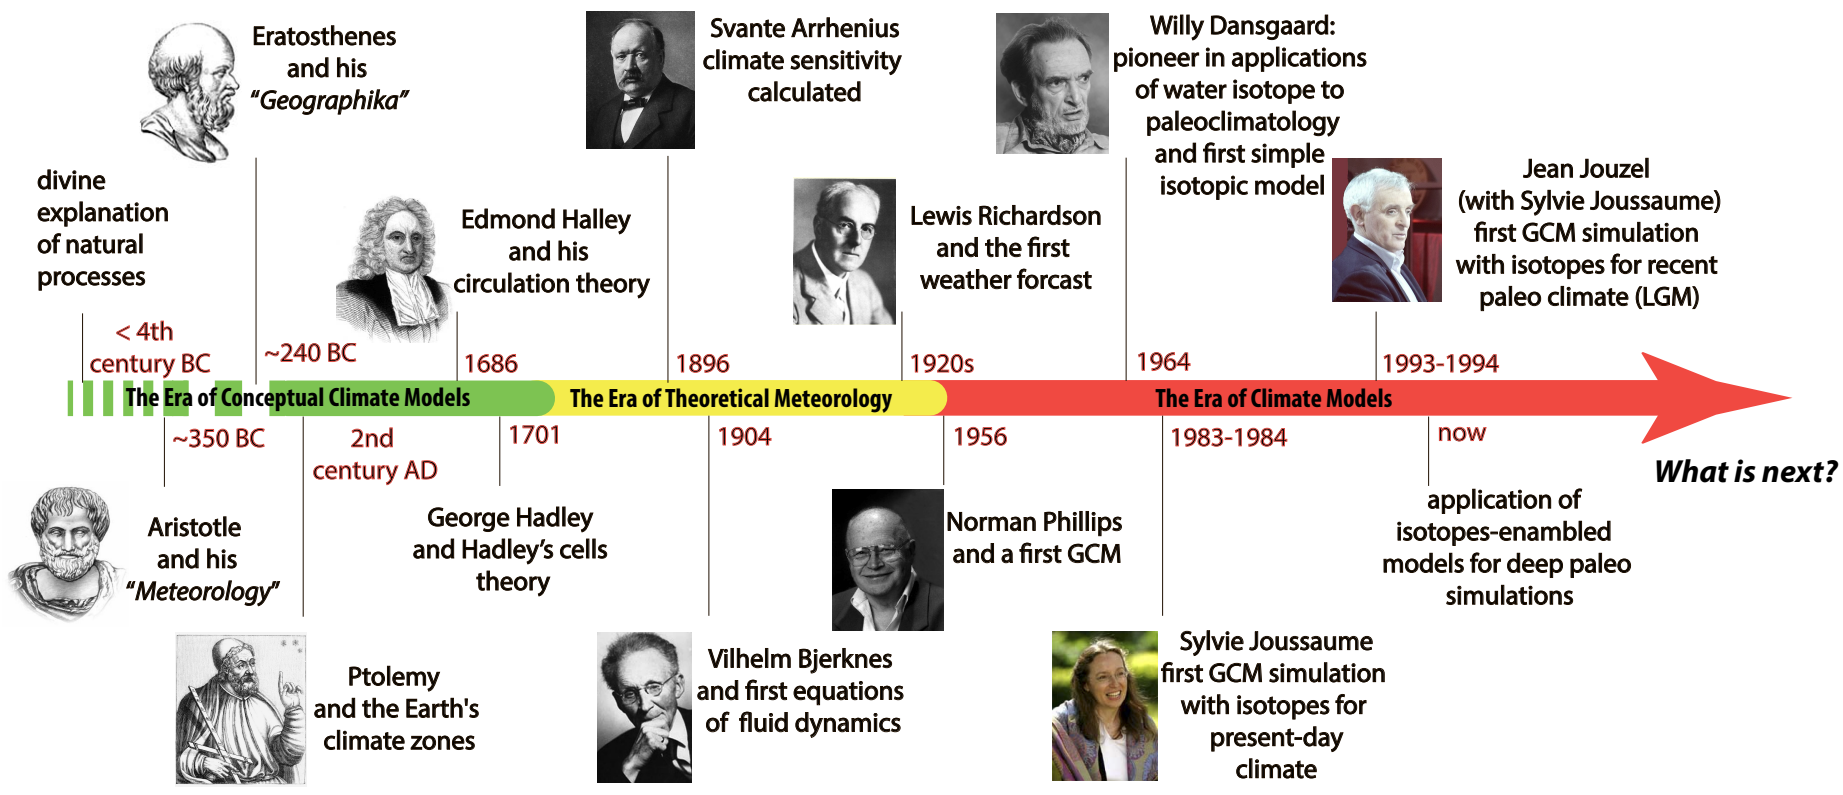 Eratosthenes
and his
“Geographika”
Svante Arrhenius
climate sensitivity
calculated
Willy Dansgaard:
pioneer in applications
of water isotope to
paleoclimatology
and first simple
isotopic model
divine
explanation
of natural
processes
Edmond Halley
and his
circulation theory
Lewis Richardson
and the first
weather forcast
Jean Jouzel
(with Sylvie Joussaume)
first GCM simulation
with isotopes for recent
paleo climate (LGM)
< 4th
century BC
~240 BC
1686
1896
1920s
1964
1993-1994
The Era of Conceptual Climate Models
The Era of Theoretical Meteorology
The Era of Climate Models
~350 BC
2nd
century AD
1701
1904
1956
1983-1984
now
What is next?
Aristotle
and his
“Meteorology”
George Hadley
and Hadley’s cells
theory
Norman Phillips
and a first GCM
application of
isotopes-enambled
models for deep paleo
simulations
Ptolemy
and the Earth's
climate zones
Vilhelm Bjerknes
and first equations
of fluid dynamics
Sylvie Joussaume
first GCM simulation
with isotopes for
present-day
climate